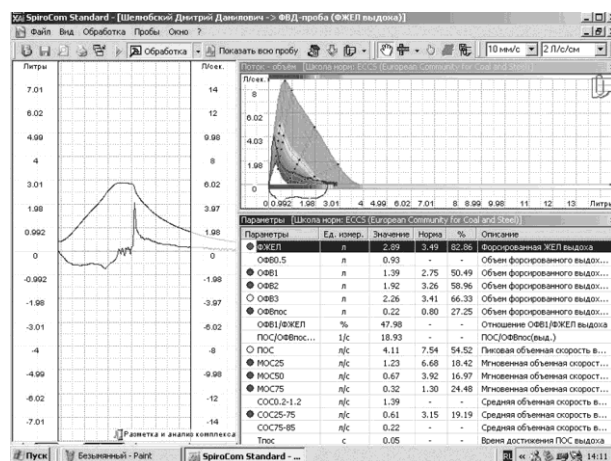 SpiroCom Standard - [Шелюбский Дмитрий Данилович -> ФВД-проба (ФЖЕЛ выдоха)]
Файл Вид Обработка Пробы Окно ?
Обработка Показать всю пробу 10 мм/с 2 Л/с/см
Литры Л/сек.
7.01 14
6.02 12
4.99 9.98
4 8
3.01 6.02
1.98 3.97
0.992 1.98
0 0
-0.992 -1.98
-1.98 -3.97
-3.01 -6.02
-4 -8
-4.99 -9.98
-6.02 -12
-7.01 -14
Разметка и анализ комплекса
Поток - объём [Школа норм: ECCS (European Community for Coal and Steel)]
Л/сек.
8
6.02
4.03
1.98
0
0 0.992 1.98 3.01 4 4.99 6.02 7.01 8 8.99 9.98 11 12 13 Литры
Параметры [Школа норм: ECCS (European Community for Coal and Steel)]
Параметры Ед. измер. Значение Норма % Описание
ФЖЕЛ л 2.89 3.49 82.86 Форсированная ЖЕЛ выдоха
ОФВ0.5 л 0.93 - - Объем форсированного выдох...
ОФВ1 л 1.39 2.75 50.49 Объем форсированного выдох...
ОФВ2 л 1.92 3.26 58.96 Объем форсированного выдох...
ОФВ3 л 2.26 3.41 66.33 Объем форсированного выдох...
ОФВпос л 0.22 0.80 27.25 Объем форсированного выдох...
ОФВ1/ФЖЕЛ % 47.98 - - Отношение ОФВ1/ФЖЕЛ выдоха
ПОС/ОФВпос... 1/с 18.93 - - ПОС/ОФВпос(выд.)
ПОС л/с 4.11 7.54 54.52 Пиковая объемная скорость в...
МОС25 л/с 1.23 6.68 18.42 Мгновенная объемная скорост...
МОС50 л/с 0.67 3.92 16.97 Мгновенная объемная скорост...
МОС75 л/с 0.32 1.30 24.48 Мгновенная объемная скорост...
СОС0.2-1.2 л/с 1.39 - - Средняя объемная скорость в...
СОС25-75 л/с 0.61 3.15 19.19 Средняя объемная скорость в...
СОС75-85 л/с 0.22 - - Средняя объемная скорость в...
Tпос с 0.05 - - Время достижения ПОС выдоха
Пуск Безымянный - Paint SpiroCom Standard - ... RL « 14:11